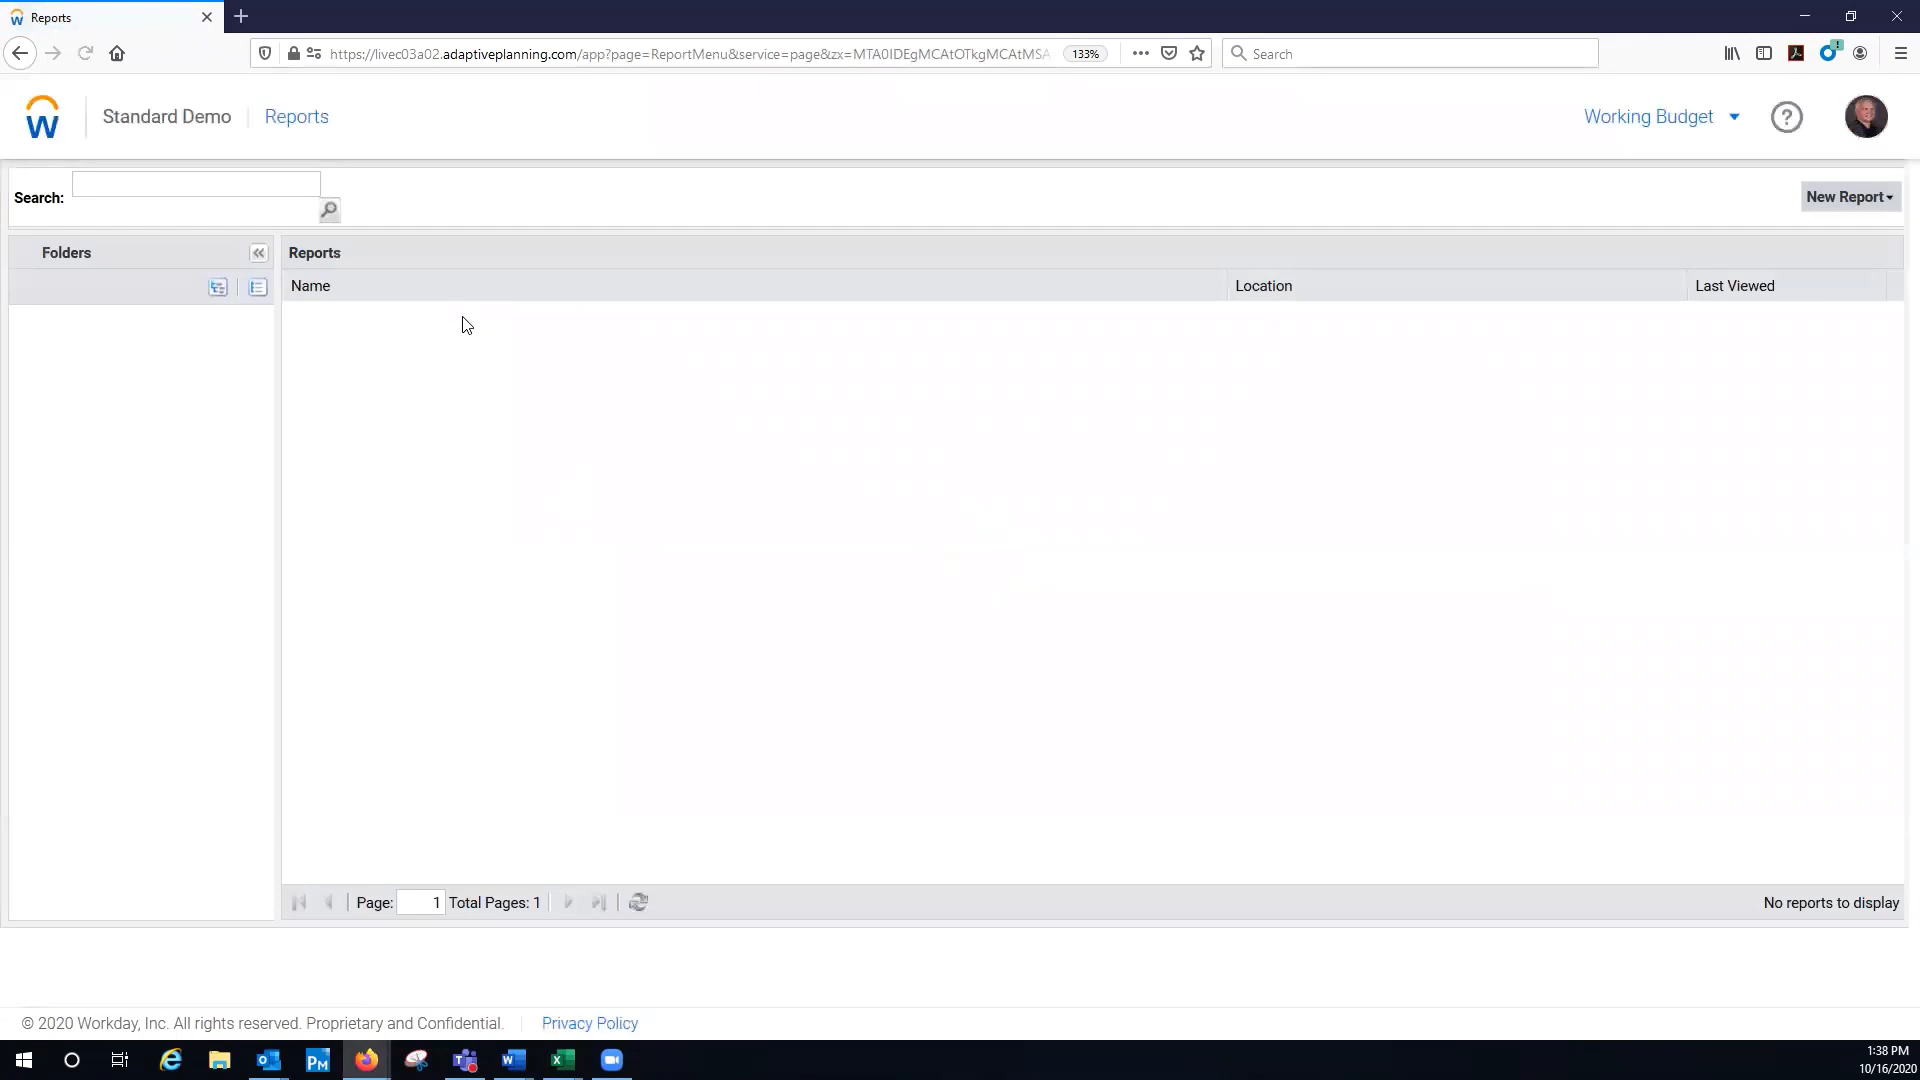 Reports
https://livec03a02.adaptiveplanning.com/app?page=ReportMenu&service=page&zx=MTA0IDEgMCAtOTkgMCAtMSA
133%
Search
Standard Demo
Reports
Working Budget
?
Search:
New Report
Folders
Reports
Name
Location
Last Viewed
Page: 1 Total Pages: 1
No reports to display
© 2020 Workday, Inc. All rights reserved. Proprietary and Confidential.
Privacy Policy
1:38 PM
10/16/2020